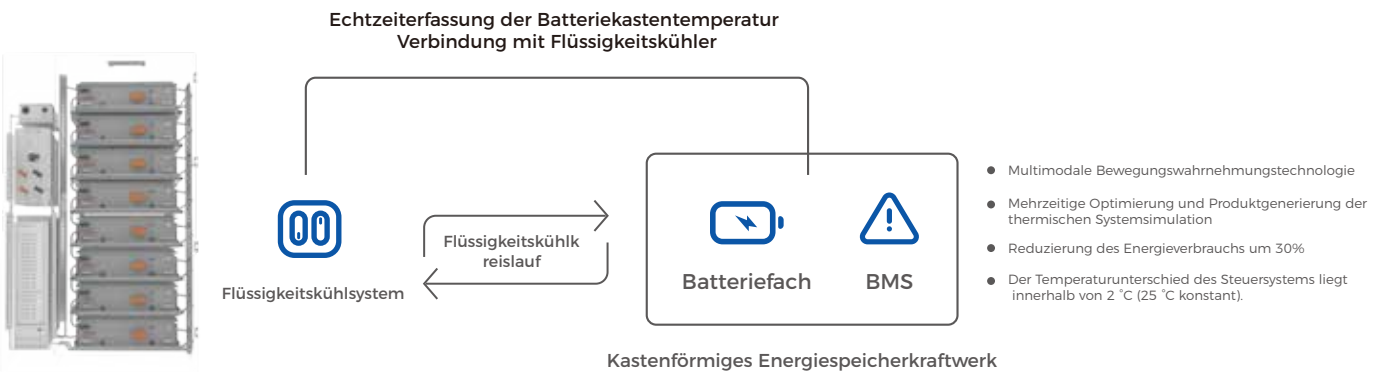 Echtzeiterfassung der Batteriekastentemperatur
Verbindung mit Flüssigkeitskühler
Flüssigkeitskühlsystem
Flüssigkeitskühlk
reislauf
Batteriefach
BMS
Kastenförmiges Energiespeicherkraftwerk
Multimodale Bewegungswahrnehmungstechnologie
Mehrzeitige Optimierung und Produktgenerierung der
thermischen Systemsimulation
Reduzierung des Energieverbrauchs um 30%
Der Temperaturunterschied des Steuersystems liegt
innerhalb von 2 °C (25 °C konstant).